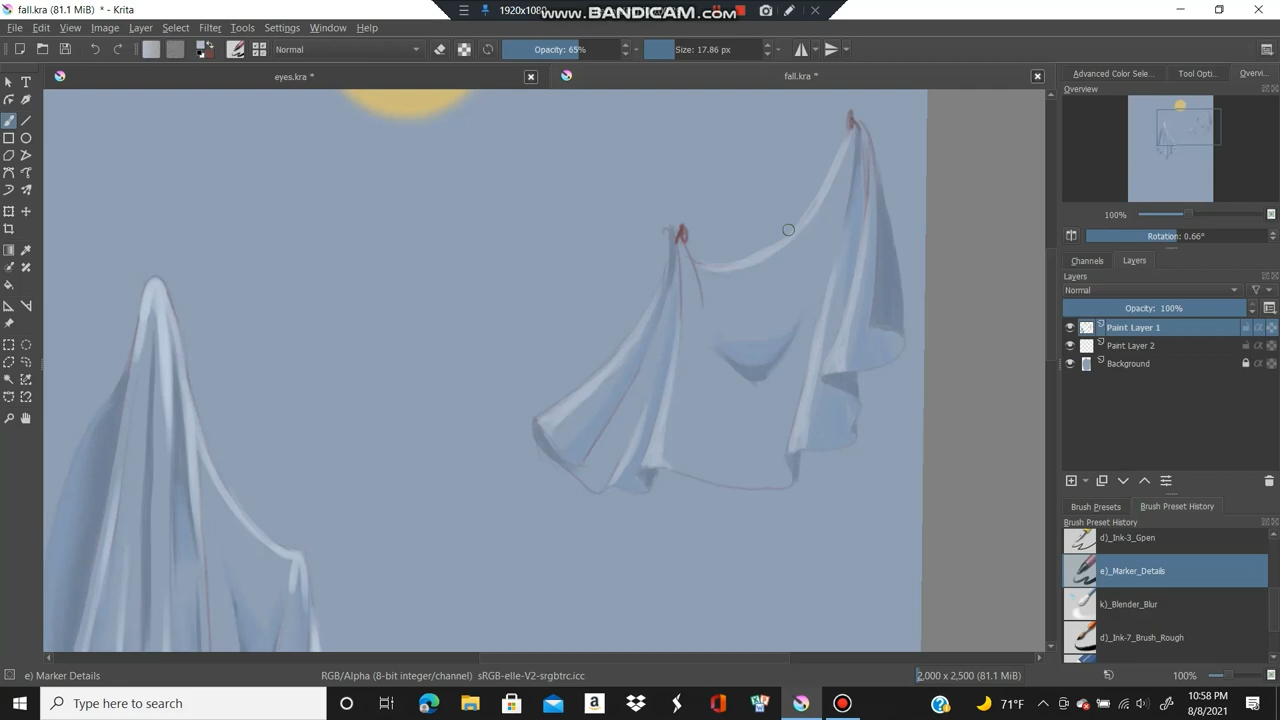 fall.kra (81.1 MiB) * - Krita
1920x1080
www.BANDICAM.com
File Edit View Image Layer Select Filter Tools Settings Window Help
Normal
Opacity: 65%
Size: 17.86 px
eyes.kra *
fall.kra *
Advanced Color Sele...
Tool Opti...
Overvi...
Overview
100%
Rotation: 0.66°
Channels
Layers
Layers
Normal
Opacity: 100%
Paint Layer 1
Paint Layer 2
Background
Brush Presets
Brush Preset History
Brush Preset History
d)_Ink-3_Gpen
e)_Marker_Details
k)_Blender_Blur
d)_Ink-7_Brush_Rough
e) Marker Details
RGB/Alpha (8-bit integer/channel) sRGB-elle-V2-srgbtrc.icc
2,000 x 2,500 (81.1 MiB)
100%
Type here to search
71°F
10:58 PM
8/8/2021